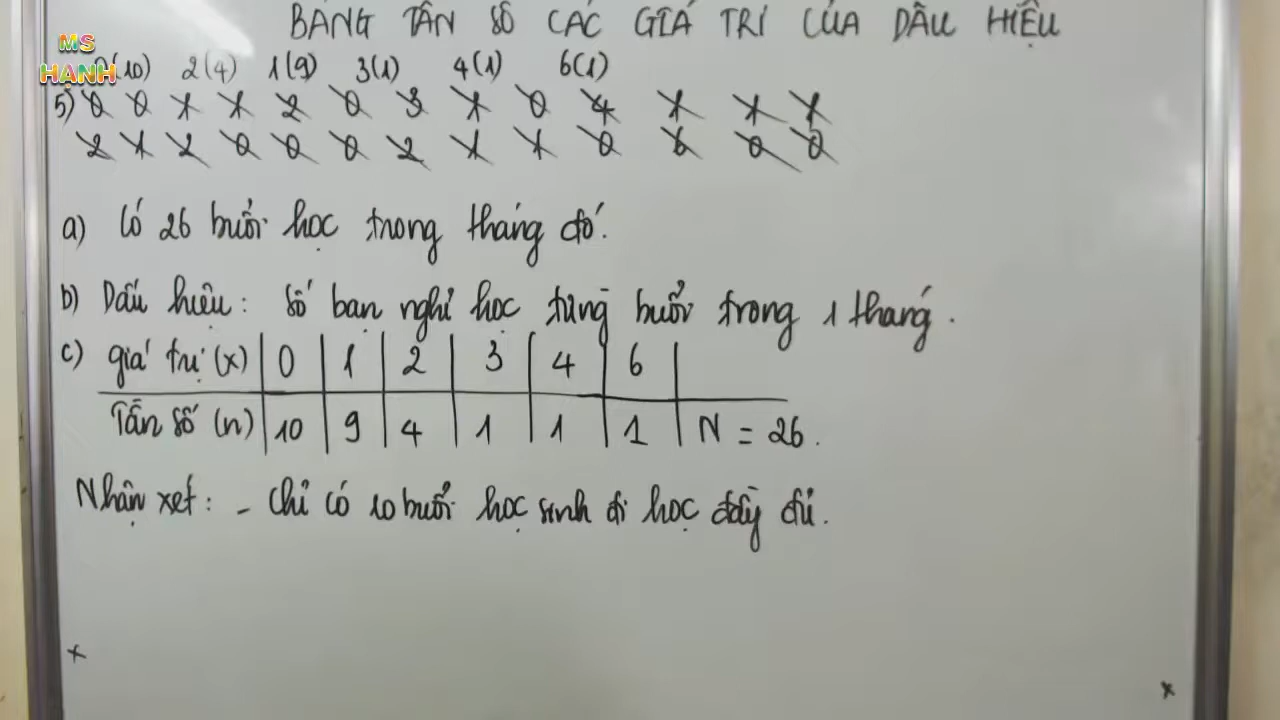 BẢNG TẦN SỐ CÁC GIÁ TRỊ CỦA DẤU HIỆU
MS
HẠNH
0(10) 2(4) 1(9) 3(1) 4(1) 6(1)
5) 0 0 1 1 2 0 3 1 0 4 1 1 1
2 1 2 0 0 0 2 1 1 0 6 0 0
a) Có 26 buổi học trong tháng đó.
b) Dấu hiệu: Số bạn nghỉ học từng buổi trong 1 tháng.
c) giá trị (x) 0 1 2 3 4 6
Tần số (n) 10 9 4 1 1 1 N = 26.
Nhận xét: - Chỉ có 10 buổi học sinh đi học đầy đủ.